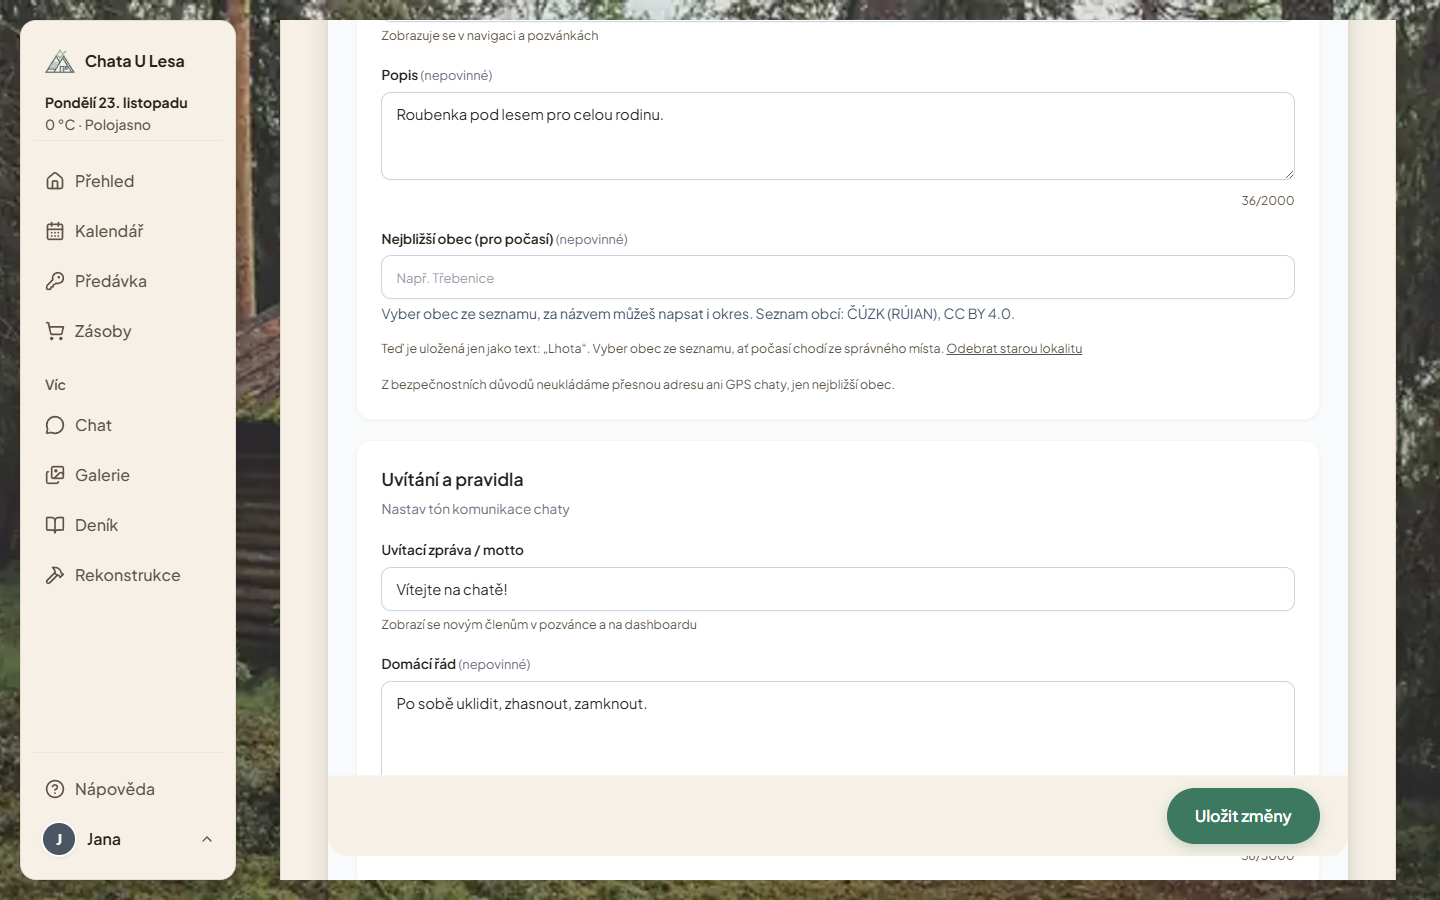 Chata U Lesa
Pondělí 23. listopadu
0 °C · Polojasno
Přehled
Kalendář
Předávka
Zásoby
Víc
Chat
Galerie
Deník
Rekonstrukce
Nápověda
J
Jana
Zobrazuje se v navigaci a pozvánkách
Popis (nepovinné)
Roubenka pod lesem pro celou rodinu.
36/2000
Nejbližší obec (pro počasí) (nepovinné)
Např. Třebenice
Vyber obec ze seznamu, za názvem můžeš napsat i okres. Seznam obcí: ČÚZK (RÚIAN), CC BY 4.0.
Teď je uložená jen jako text: „Lhota“. Vyber obec ze seznamu, ať počasí chodí ze správného místa. Odebrat starou lokalitu
Z bezpečnostních důvodů neukládáme přesnou adresu ani GPS chaty, jen nejbližší obec.
Uvítání a pravidla
Nastav tón komunikace chaty
Uvítací zpráva / motto
Vítejte na chatě!
Zobrazí se novým členům v pozvánce a na dashboardu
Domácí řád (nepovinné)
Po sobě uklidit, zhasnout, zamknout.
Uložit změny